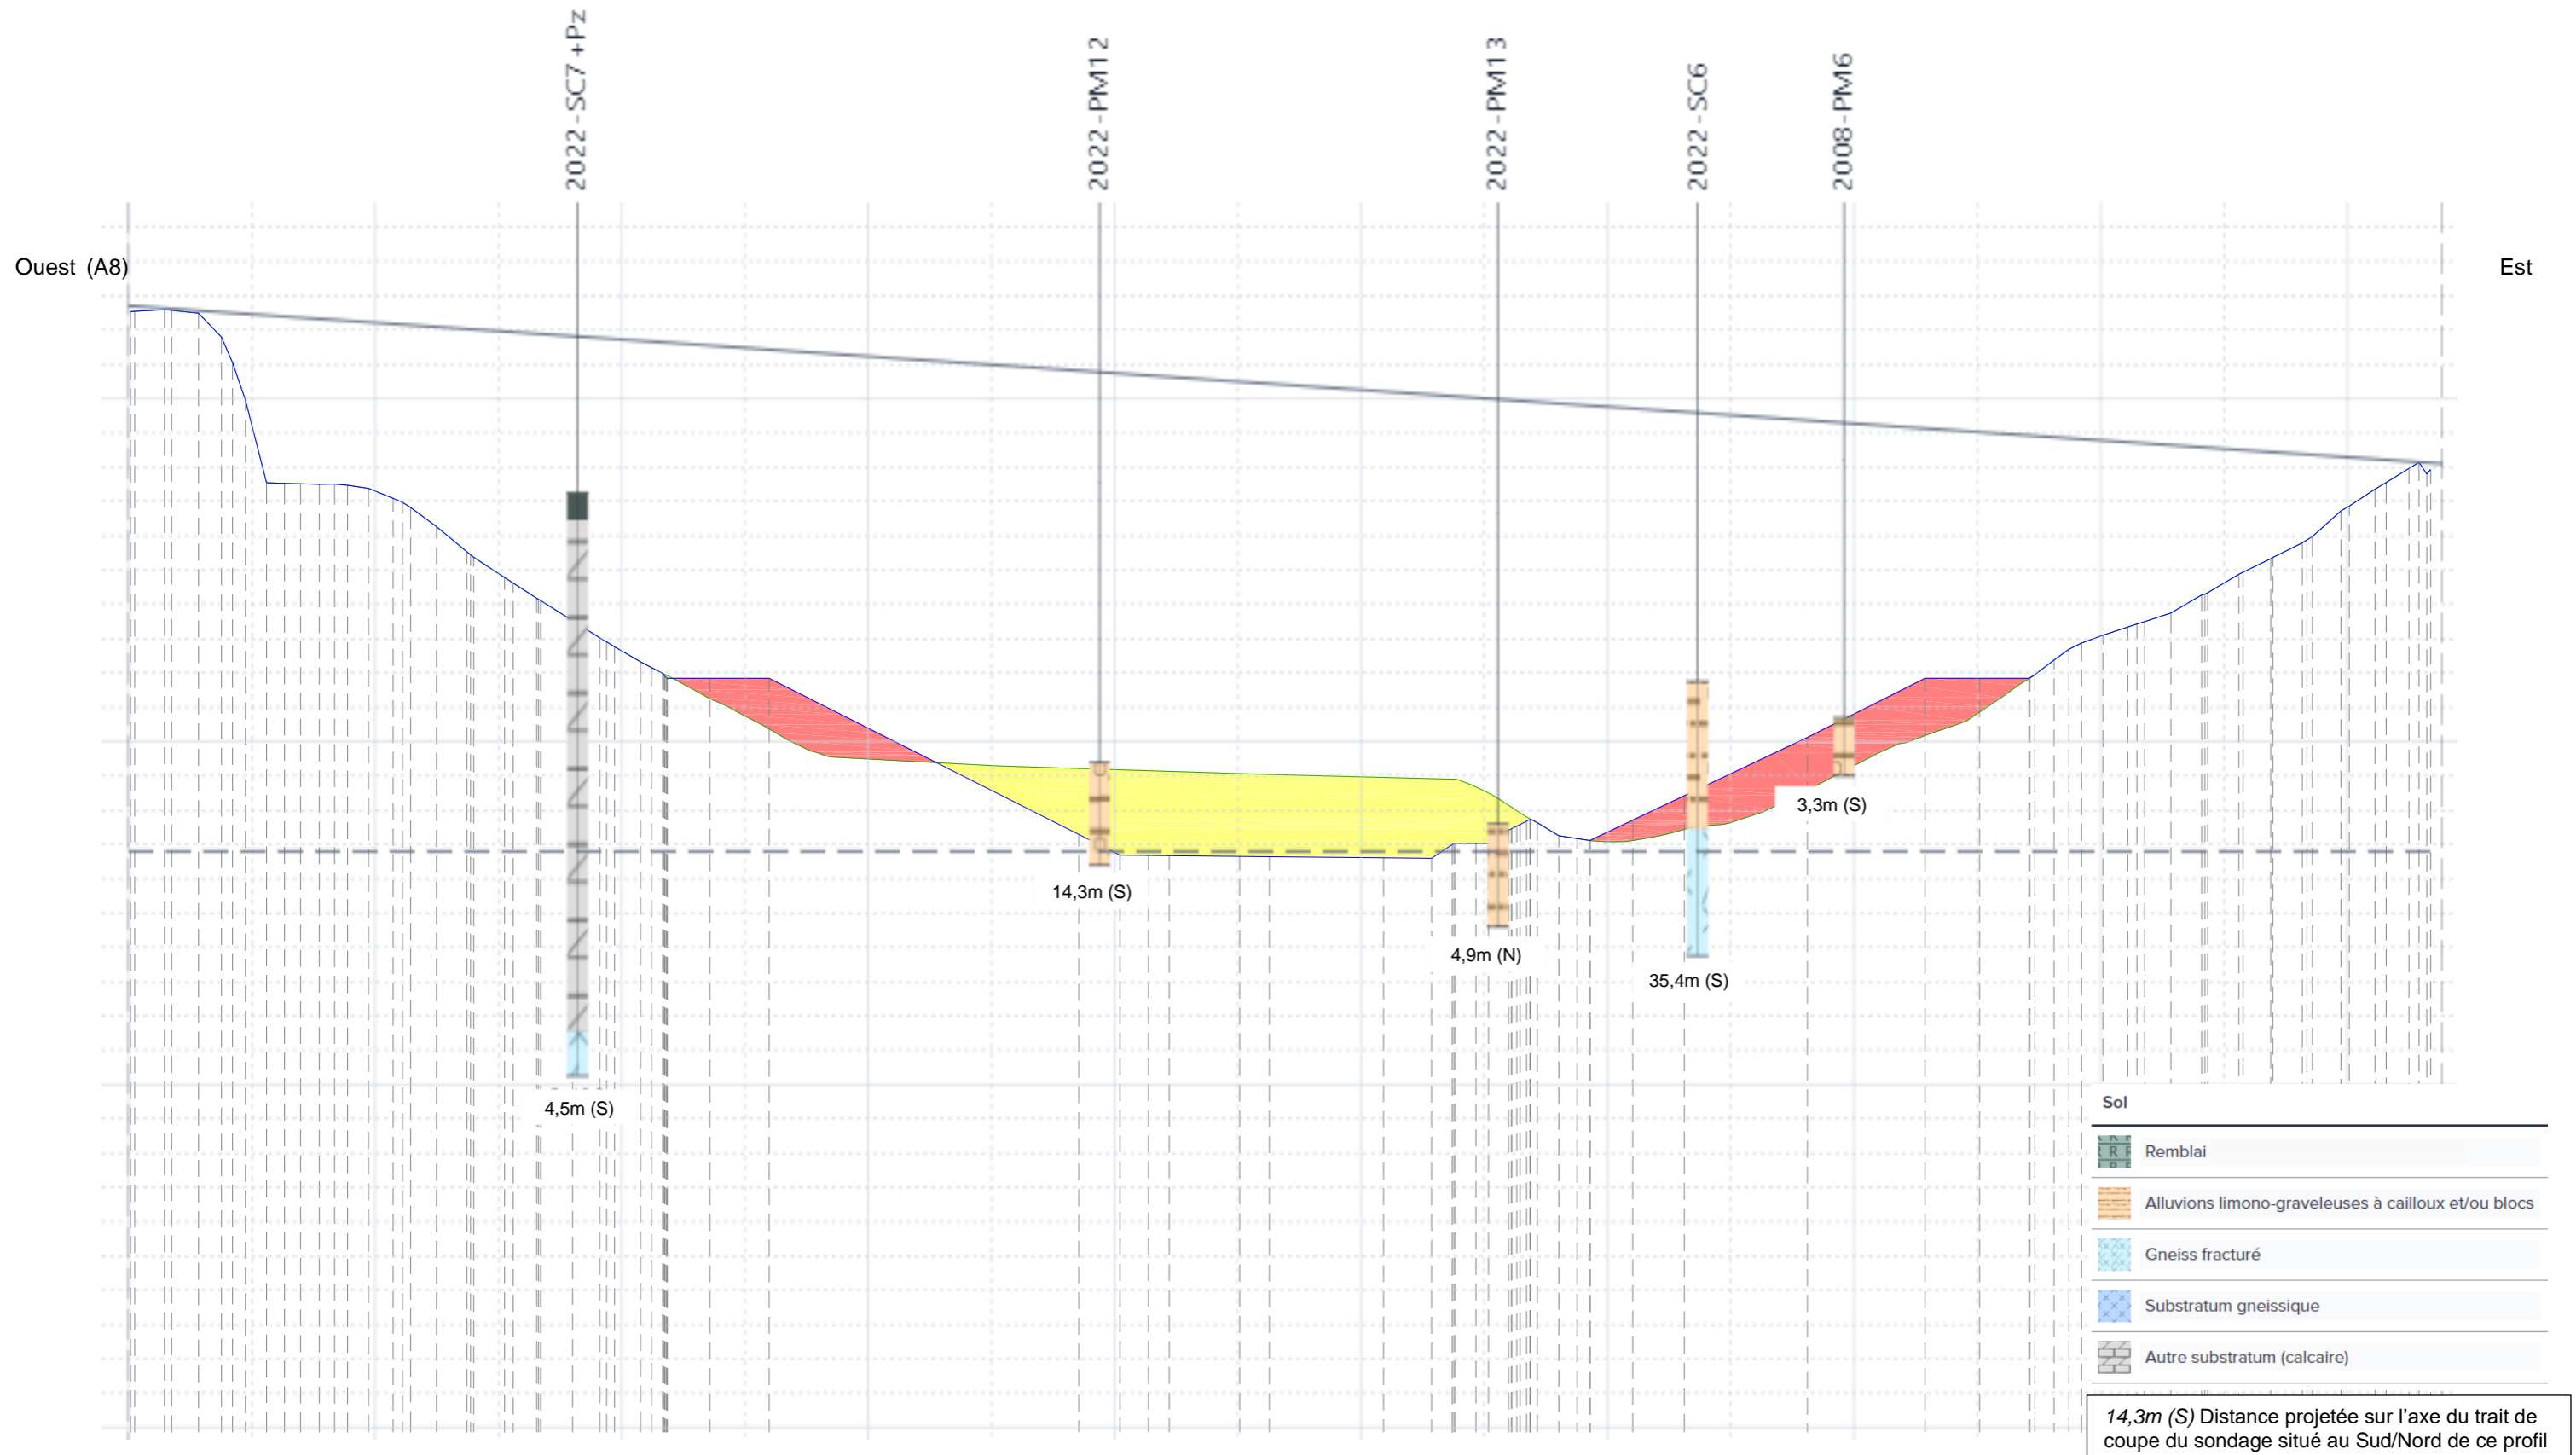 2022-SC7 +Pz
2022-PM12
2022-PM13
2022-SC6
2008-PM6
Ouest (A8)
Est
3,3m (S)
14,3m (S)
4,9m (N)
35,4m (S)
4,5m (S)
Sol
Remblai
Alluvions limono-graveleuses à cailloux et/ou blocs
Gneiss fracturé
Substratum gneissique
Autre substratum (calcaire)
14,3m (S) Distance projetée sur l'axe du trait de
coupe du sondage situé au Sud/Nord de ce profil